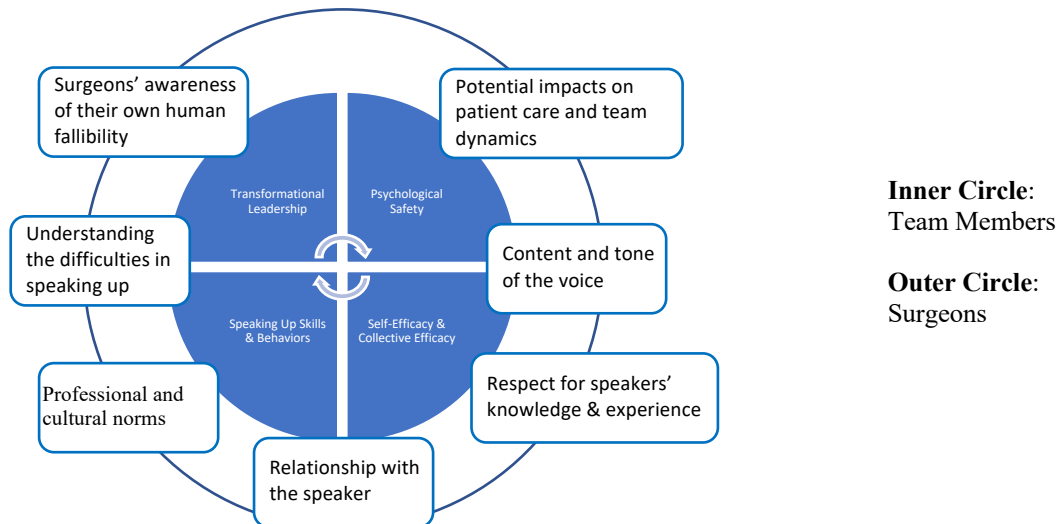 Surgeons’ awareness
of their own human
fallibility
Potential impacts on
patient care and team
dynamics
Transformational
Leadership
Psychological
Safety
Inner Circle:
Team Members
Understanding
the difficulties in
speaking up
Content and tone
of the voice
Outer Circle:
Surgeons
Speaking Up Skills
& Behaviors
Self-Efficacy &
Collective Efficacy
Professional and
cultural norms
Respect for speakers’
knowledge & experience
Relationship with
the speaker